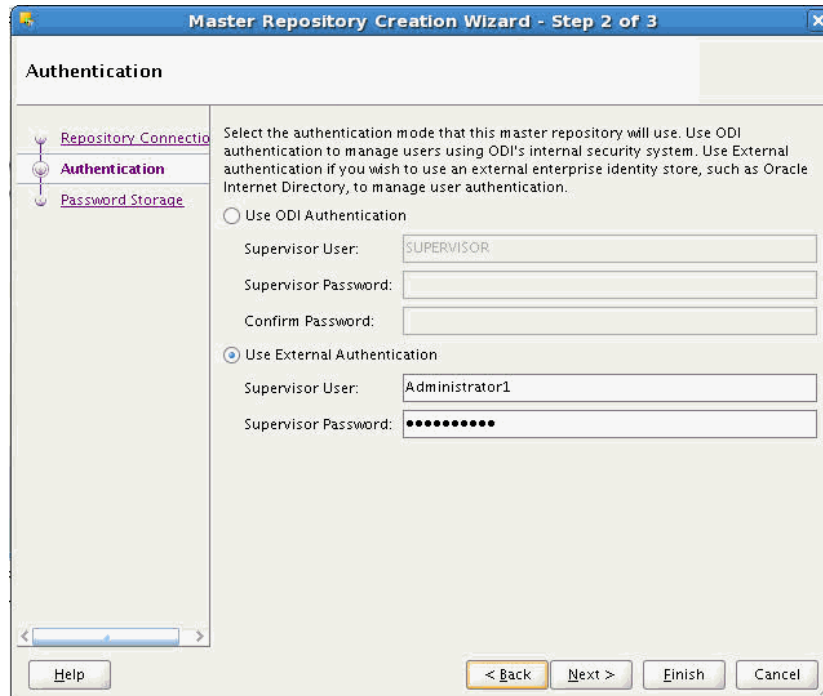 Master Repository Creation Wizard - Step 2 of 3
Authentication
Repository Connectio
Authentication
Password Storage
Select the authentication mode that this master repository will use. Use ODI
authentication to manage users using ODI's internal security system. Use External
authentication if you wish to use an external enterprise identity store, such as Oracle
Internet Directory, to manage user authentication.
Use ODI Authentication
Supervisor User: SUPERVISOR
Supervisor Password:
Confirm Password:
Use External Authentication
Supervisor User: Administrator1
Supervisor Password: ●●●●●●●●●●
Help
< Back
Next >
Finish
Cancel